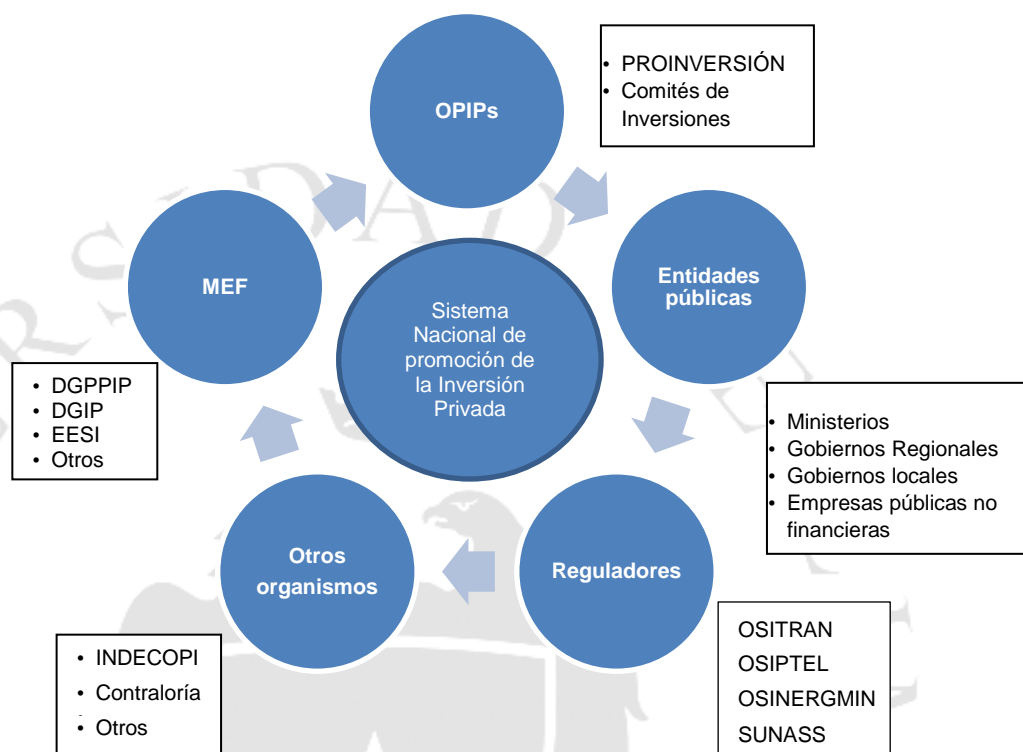 OPIPs
• PROINVERSIÓN
• Comités de
Inversiones
Entidades
públicas
• Ministerios
• Gobiernos Regionales
• Gobiernos locales
• Empresas públicas no
financieras
Reguladores
OSITRAN
OSIPTEL
OSINERGMIN
SUNASS
Otros
organismos
• INDECOPI
• Contraloría
• Otros
MEF
• DGPPIP
• DGIP
• EESI
• Otros
Sistema
Nacional de
promoción de
la Inversión
Privada